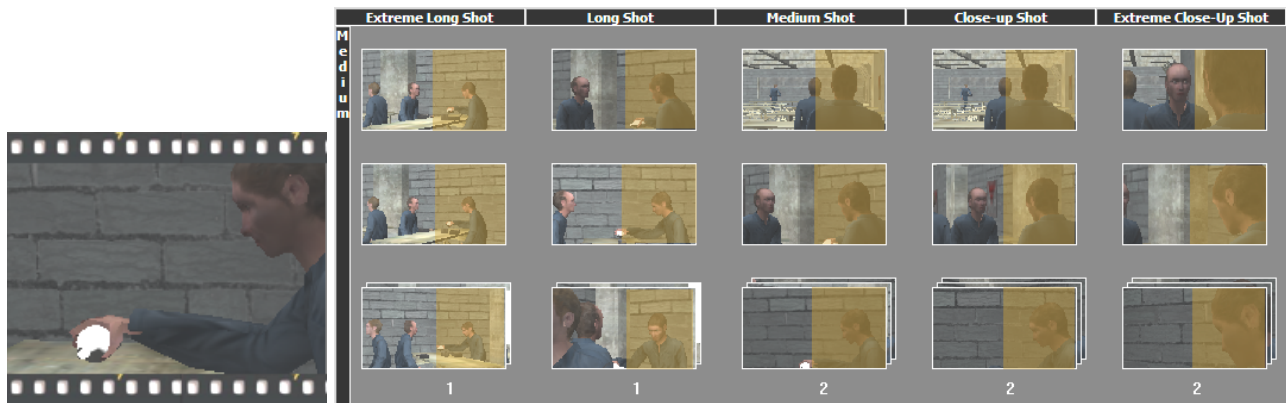 Extreme Long Shot
Long Shot
Medium Shot
Close-up Shot
Extreme Close-Up Shot
Medium
1
1
2
2
2